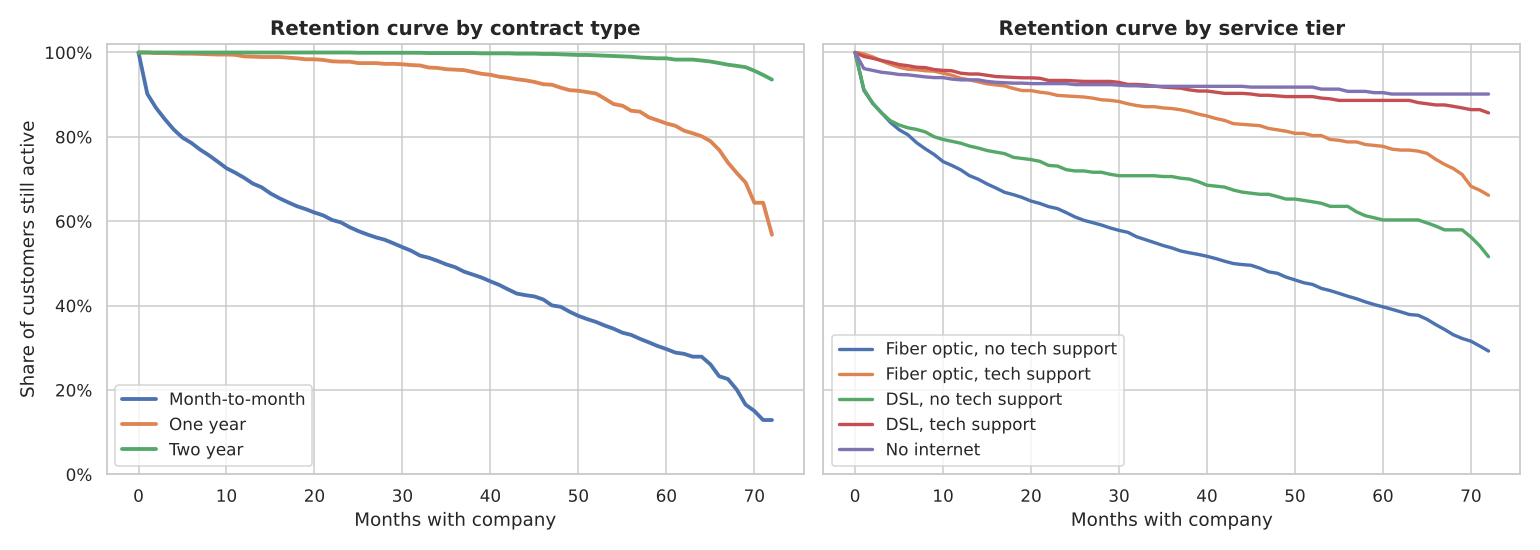 Retention curve by contract type
Share of customers still active
100%
80%
60%
40%
20%
0%
Month-to-month
One year
Two year
0 10 20 30 40 50 60 70
Months with company
Retention curve by service tier
Fiber optic, no tech support
Fiber optic, tech support
DSL, no tech support
DSL, tech support
No internet
0 10 20 30 40 50 60 70
Months with company